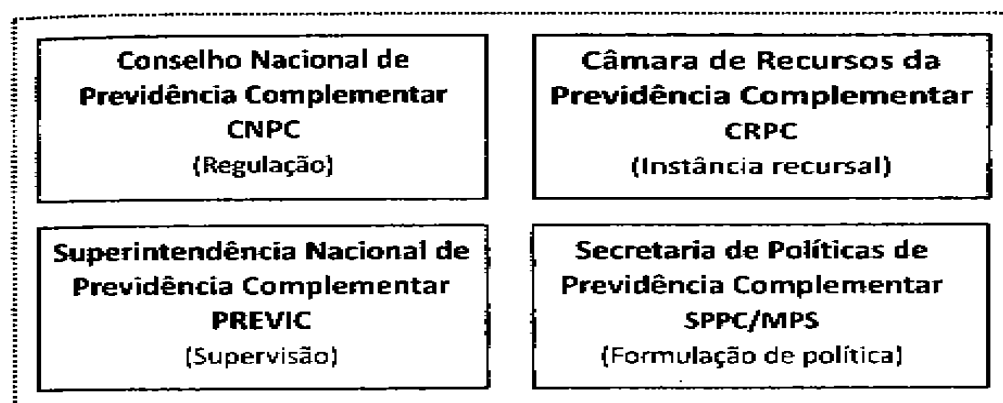 Conselho Nacional de
Previdência Complementar
CNPC
(Regulação)
Câmara de Recursos da
Previdência Complementar
CRPC
(Instância recursal)
Superintendência Nacional de
Previdência Complementar
PREVIC
(Supervisão)
Secretaria de Políticas de
Previdência Complementar
SPPC/MPS
(Formulação de política)